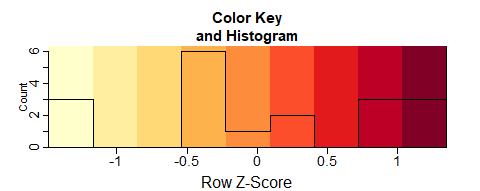 Color Key
and Histogram
Count
0 2 4 6
-1 -0.5 0 0.5 1
Row Z-Score